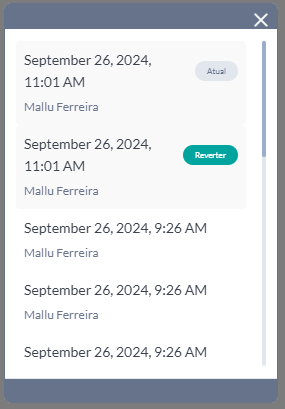 September 26, 2024,
11:01 AM
Atual
Mallu Ferreira
September 26, 2024,
11:01 AM
Reverter
Mallu Ferreira
September 26, 2024, 9:26 AM
Mallu Ferreira
September 26, 2024, 9:26 AM
Mallu Ferreira
September 26, 2024, 9:26 AM